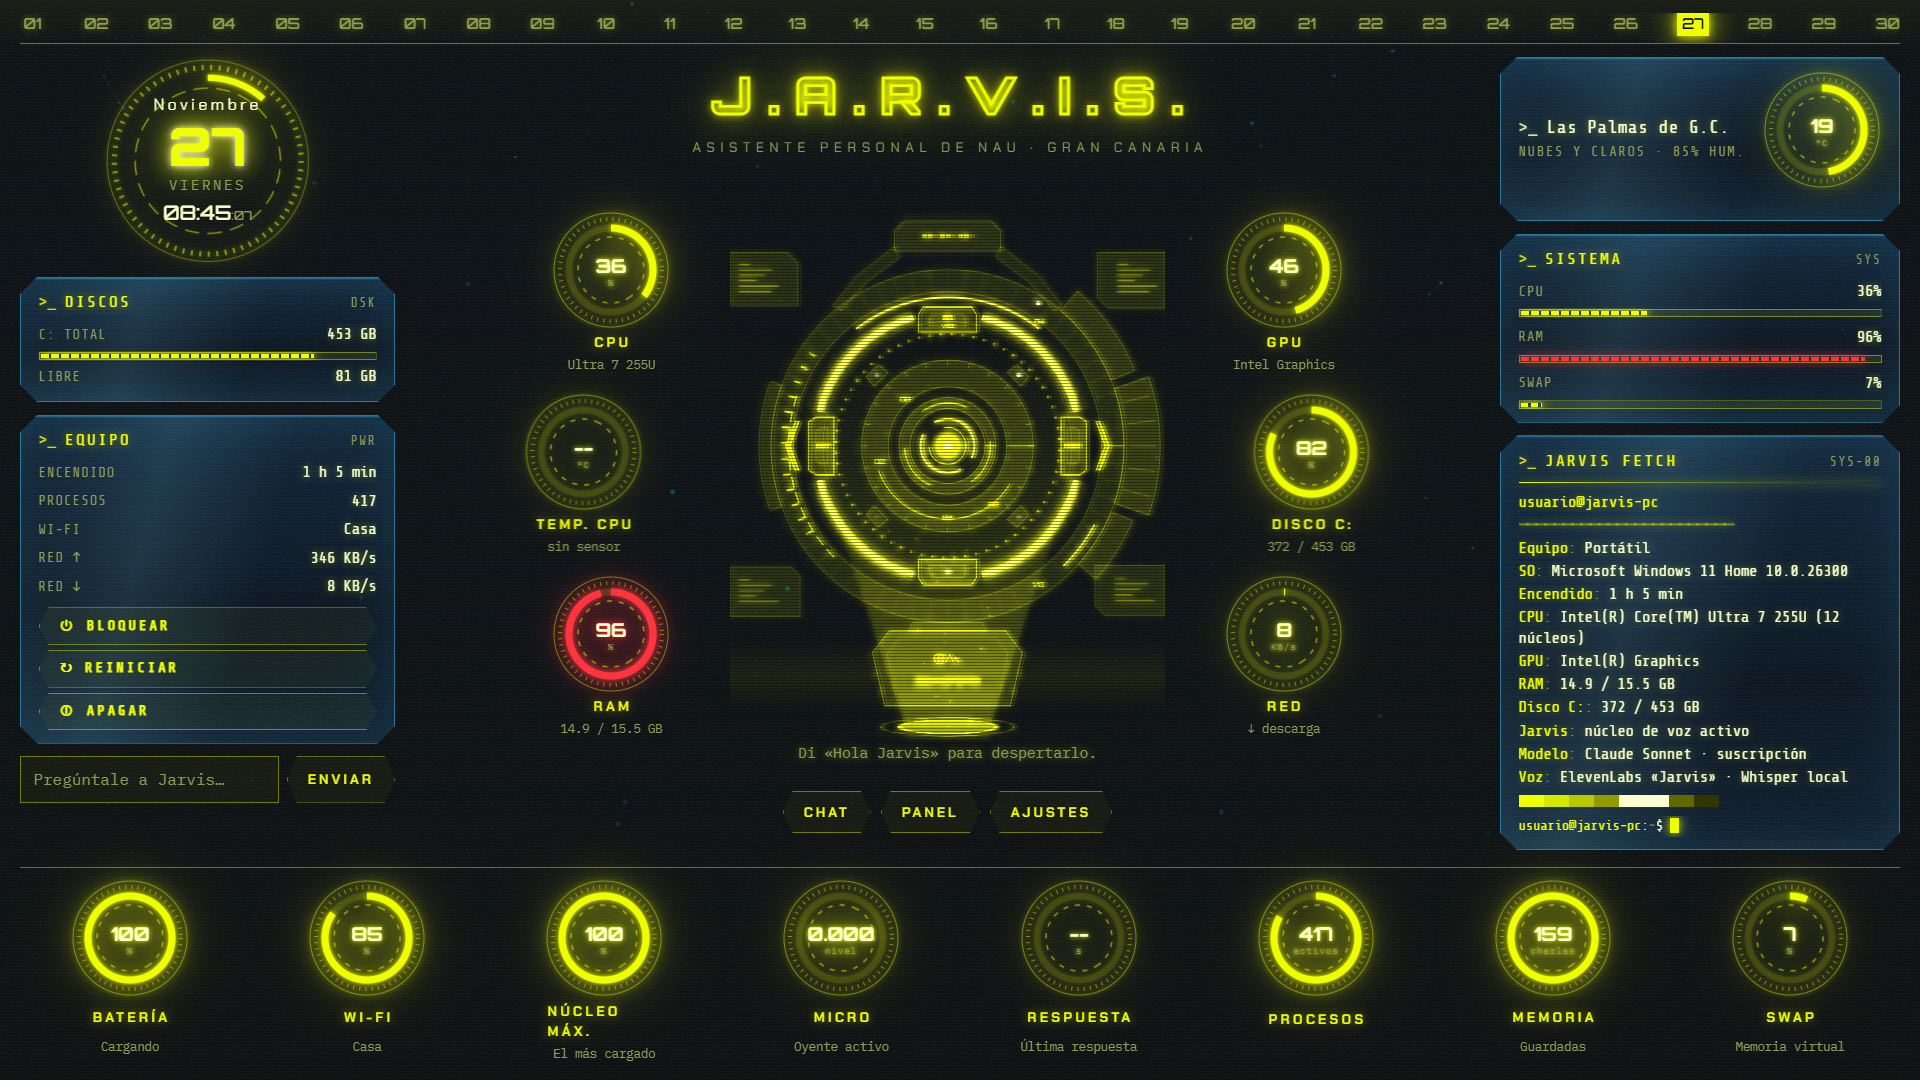 01 02 03 04 05 06 07 08 09 10 11 12 13 14 15 16 17 18 19 20 21 22 23 24 25 26 27 28 29 30
Noviembre
27
VIERNES
08:45:07
J.A.R.V.I.S.
ASISTENTE PERSONAL DE NAU · GRAN CANARIA
>_ Las Palmas de G.C.
NUBES Y CLAROS · 85% HUM.
19
°C
>_ DISCOS DSK
C: TOTAL 453 GB
LIBRE 81 GB
>_ EQUIPO PWR
ENCENDIDO 1 h 5 min
PROCESOS 417
WI-FI Casa
RED ↑ 346 KB/s
RED ↓ 8 KB/s
⏻ BLOQUEAR
↻ REINICIAR
⏼ APAGAR
Pregúntale a Jarvis…
ENVIAR
36
%
CPU
Ultra 7 255U
--
°C
TEMP. CPU
sin sensor
96
%
RAM
14.9 / 15.5 GB
46
%
GPU
Intel Graphics
82
%
DISCO C:
372 / 453 GB
8
KB/s
RED
↓ descarga
Di «Hola Jarvis» para despertarlo.
CHAT
PANEL
AJUSTES
>_ SISTEMA SYS
CPU 36%
RAM 96%
SWAP 7%
>_ JARVIS FETCH SYS-00
usuario@jarvis-pc
Equipo: Portátil
SO: Microsoft Windows 11 Home 10.0.26300
Encendido: 1 h 5 min
CPU: Intel(R) Core(TM) Ultra 7 255U (12
núcleos)
GPU: Intel(R) Graphics
RAM: 14.9 / 15.5 GB
Disco C:: 372 / 453 GB
Jarvis: núcleo de voz activo
Modelo: Claude Sonnet · suscripción
Voz: ElevenLabs «Jarvis» · Whisper local
usuario@jarvis-pc:~$
100
%
BATERÍA
Cargando
85
%
WI-FI
Casa
100
%
NÚCLEO
MÁX.
El más cargado
0.000
nivel
MICRO
Oyente activo
--
s
RESPUESTA
Última respuesta
417
activos
PROCESOS
159
charlas
MEMORIA
Guardadas
7
%
SWAP
Memoria virtual